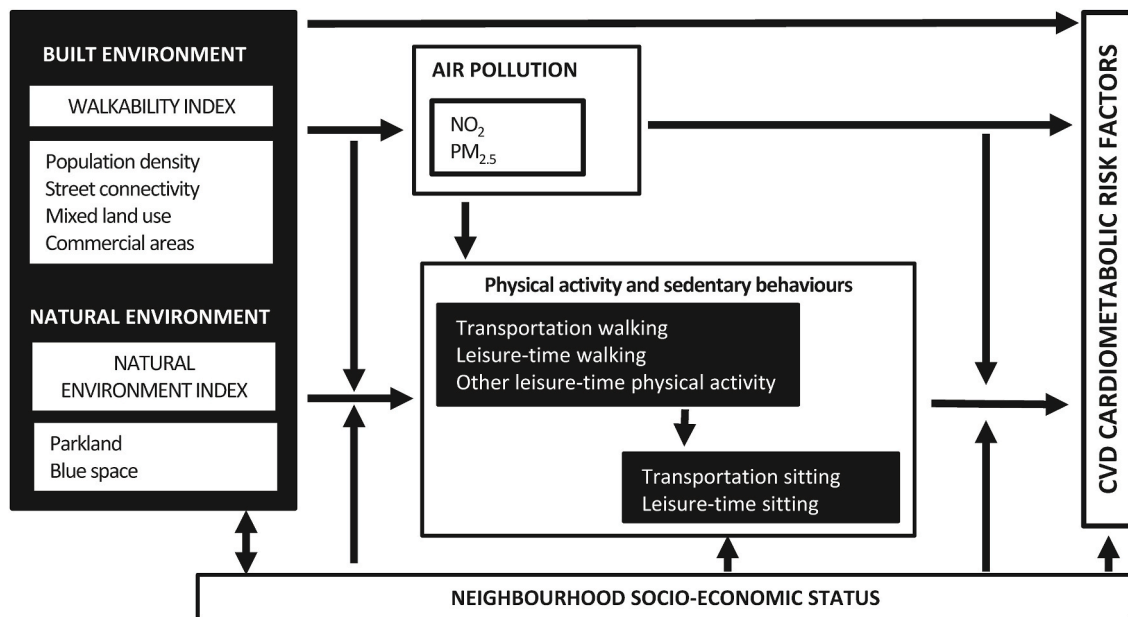 BUILT ENVIRONMENT
WALKABILITY INDEX
Population density
Street connectivity
Mixed land use
Commercial areas
NATURAL ENVIRONMENT
NATURAL
ENVIRONMENT INDEX
Parkland
Blue space
AIR POLLUTION
NO₂
PM₂.₅
Physical activity and sedentary behaviours
Transportation walking
Leisure-time walking
Other leisure-time physical activity
Transportation sitting
Leisure-time sitting
CVD CARDIOMETABOLIC RISK FACTORS
NEIGHBOURHOOD SOCIO-ECONOMIC STATUS